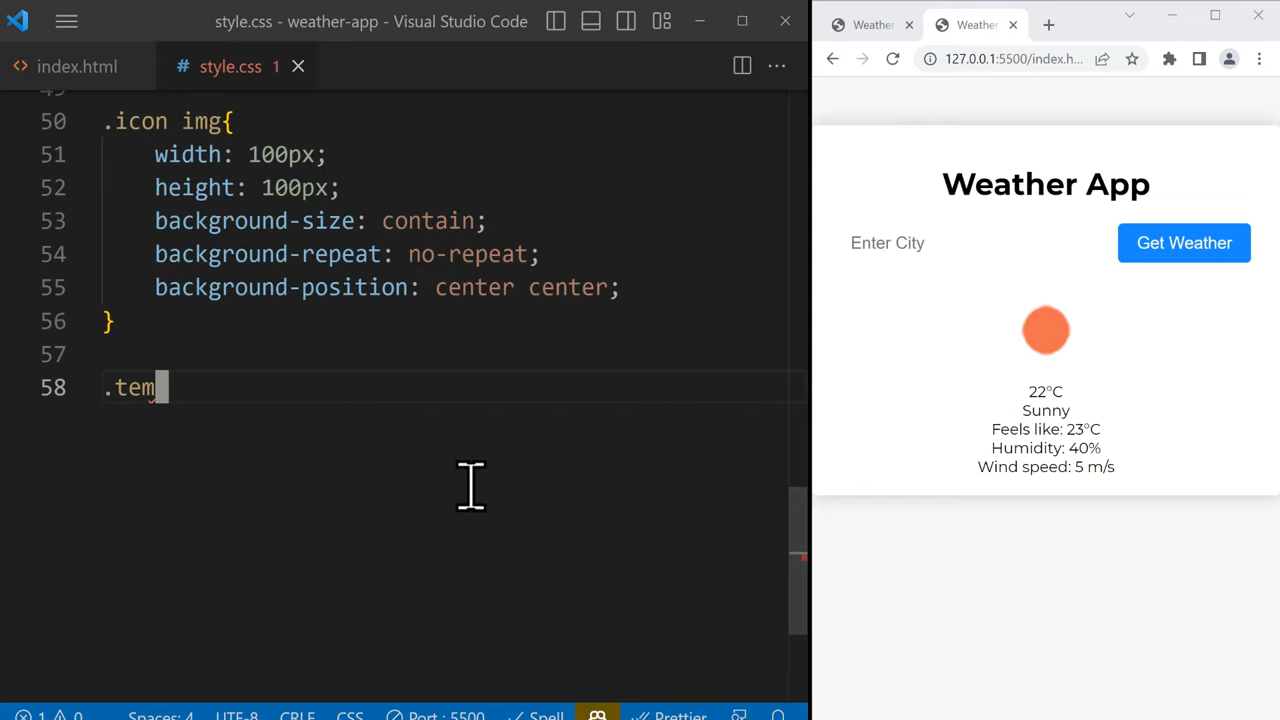 style.css - weather-app - Visual Studio Code
index.html
# style.css 1
50 .icon img{
51 width: 100px;
52 height: 100px;
53 background-size: contain;
54 background-repeat: no-repeat;
55 background-position: center center;
56 }
57
58 .tem
1 0 Spaces: 4 UTF-8 CRLF CSS Port : 5500 Spell Prettier
Weather
Weather
127.0.0.1:5500/index.h...
Weather App
Enter City
Get Weather
22°C
Sunny
Feels like: 23°C
Humidity: 40%
Wind speed: 5 m/s